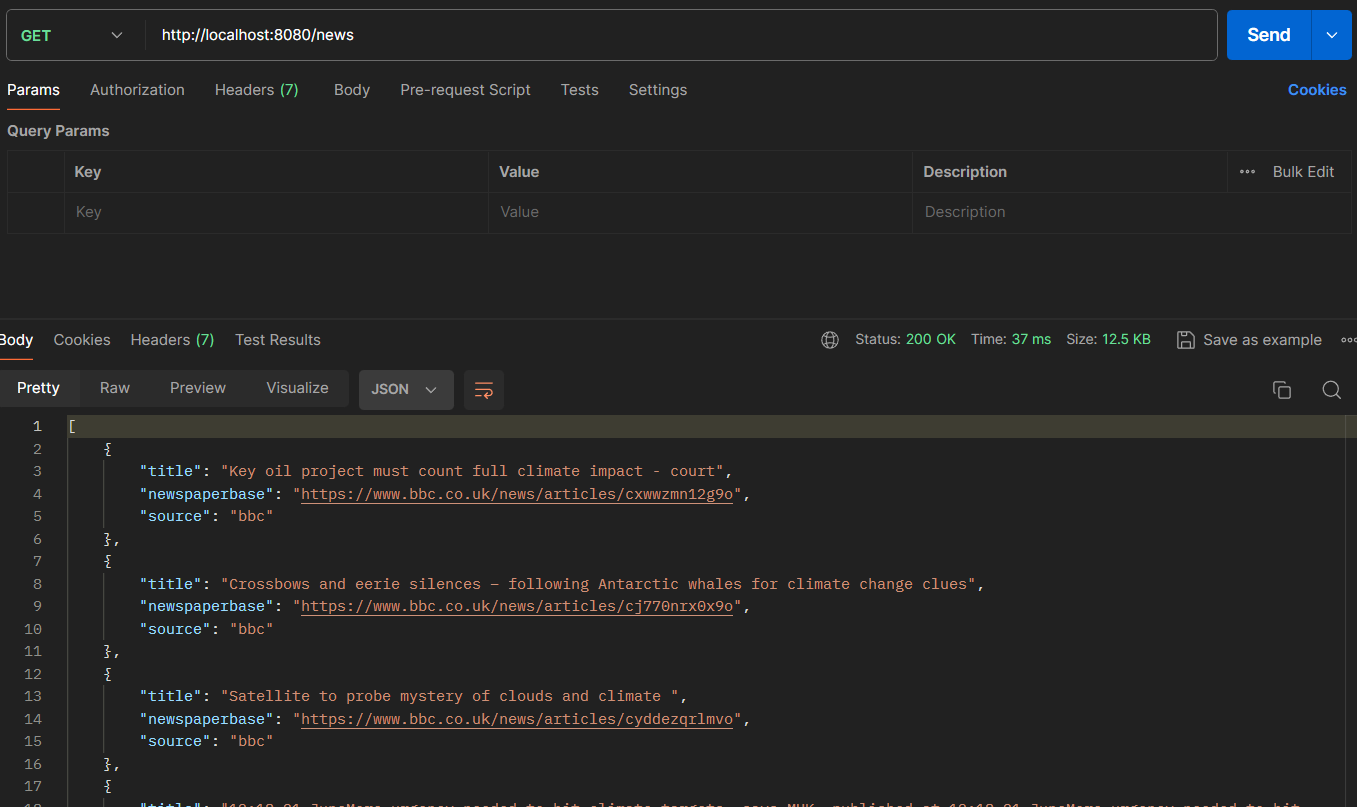 GET http://localhost:8080/news Send
Params Authorization Headers (7) Body Pre-request Script Tests Settings Cookies
Query Params
Key Value Description ••• Bulk Edit
Key Value Description
Body Cookies Headers (7) Test Results Status: 200 OK Time: 37 ms Size: 12.5 KB Save as example
Pretty Raw Preview Visualize JSON
1 [
2 {
3 "title": "Key oil project must count full climate impact - court",
4 "newspaperbase": "https://www.bbc.co.uk/news/articles/cxwwzmn12g9o",
5 "source": "bbc"
6 },
7 {
8 "title": "Crossbows and eerie silences – following Antarctic whales for climate change clues",
9 "newspaperbase": "https://www.bbc.co.uk/news/articles/cj770nrx0x9o",
10 "source": "bbc"
11 },
12 {
13 "title": "Satellite to probe mystery of clouds and climate ",
14 "newspaperbase": "https://www.bbc.co.uk/news/articles/cyddezqrlmvo",
15 "source": "bbc"
16 },
17 {